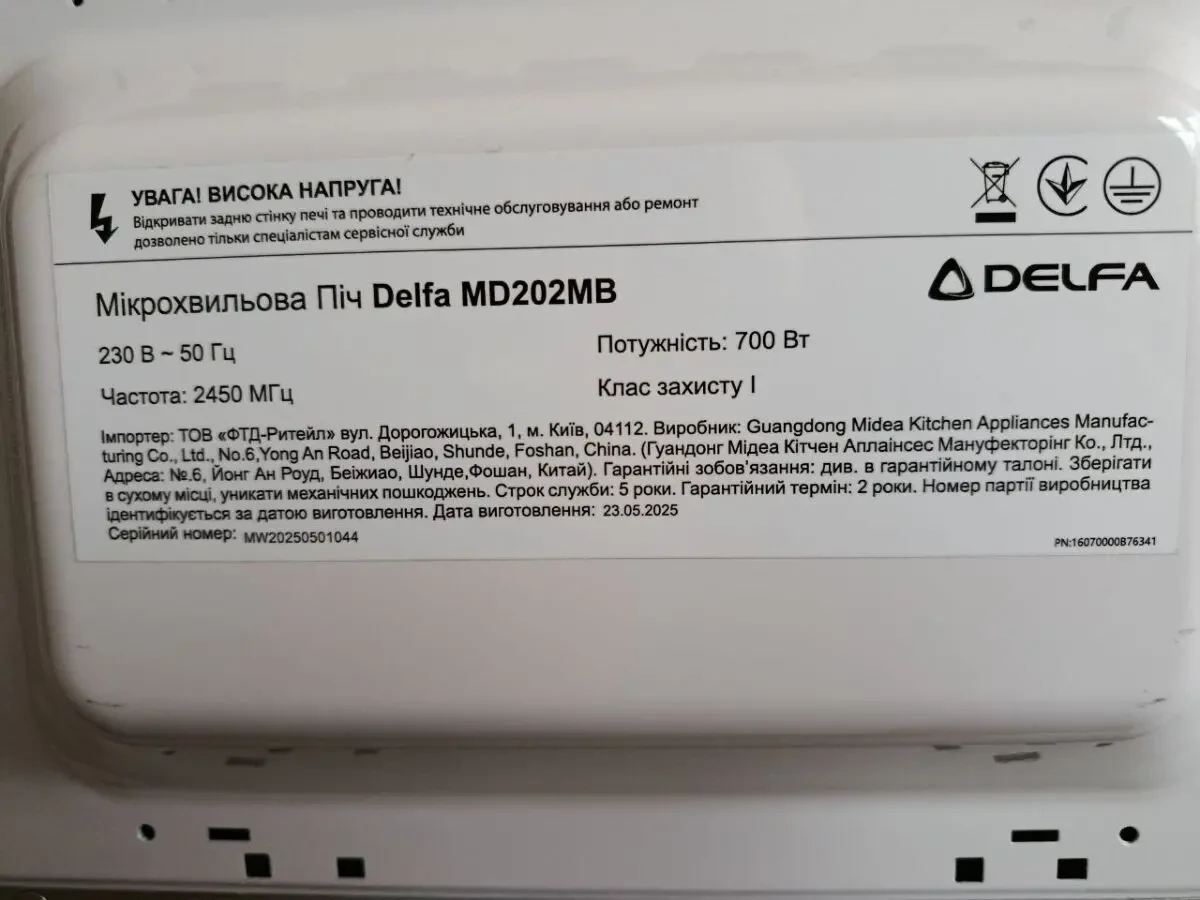 УВАГА! ВИСОКА НАПРУГА!
Відкривати задню стінку печі та проводити технічне обслуговування або ремонт
дозволено тільки спеціалістам сервісної служби
DELFA
Мікрохвильова Піч Delfa MD202MB
230 В ~ 50 Гц
Потужність: 700 Вт
Частота: 2450 МГц
Клас захисту I
Імпортер: ТОВ «ФТД-Ритейл» вул. Дорогожицька, 1, м. Київ, 04112. Виробник: Guangdong Midea Kitchen Appliances Manufac-
turing Co., Ltd., No.6,Yong An Road, Beijiao, Shunde, Foshan, China. (Гуандонг Мідеа Кітчен Апплаінсес Мануфекторінг Ко., Лтд.,
Адреса: №.6, Йонг Ан Роуд, Беіжиао, Шунде,Фошан, Китай). Гарантійні зобов'язання: див. в гарантійному талоні. Зберігати
в сухому місці, уникати механічних пошкоджень. Строк служби: 5 роки. Гарантійний термін: 2 роки. Номер партії виробництва
ідентифікується за датою виготовлення. Дата виготовлення: 23.05.2025
Серійний номер: MW20250501044
PN:16070000B76341